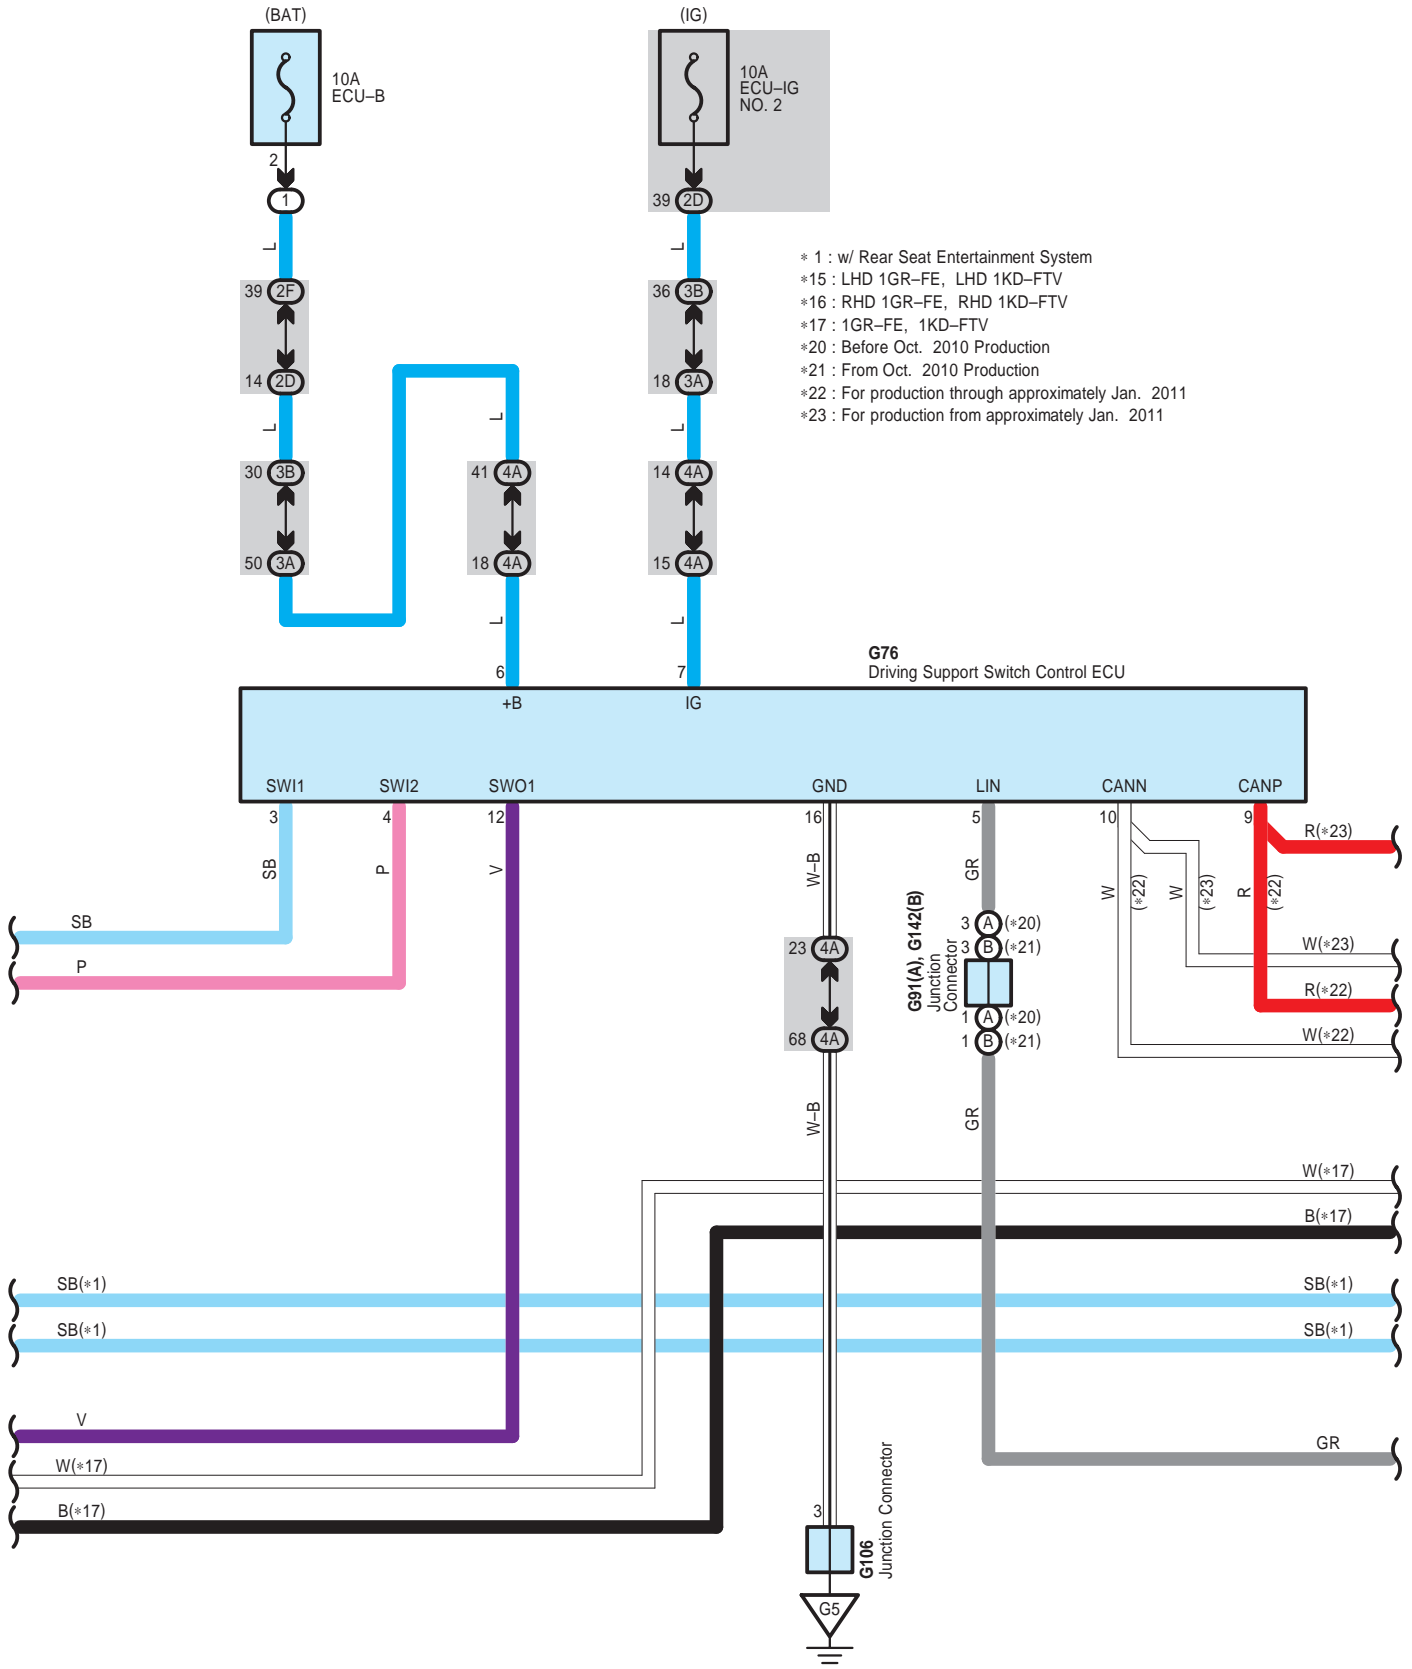 (BAT)
(IG)
10A
ECU–B
10A
ECU–IG
NO. 2
2
1
39 2D
L
L
∗ 1 : w/ Rear Seat Entertainment System
∗15 : LHD 1GR–FE, LHD 1KD–FTV
∗16 : RHD 1GR–FE, RHD 1KD–FTV
∗17 : 1GR–FE, 1KD–FTV
∗20 : Before Oct. 2010 Production
∗21 : From Oct. 2010 Production
∗22 : For production through approximately Jan. 2011
∗23 : For production from approximately Jan. 2011
39 2F
36 3B
14 2D
18 3A
L
L
L
30 3B
41 4A
14 4A
50 3A
18 4A
15 4A
L
L
G76
Driving Support Switch Control ECU
6
7
+B
IG
SWI1
SWI2
SWO1
GND
LIN
CANN
CANP
3
4
12
16
5
10
9
R(∗23)
SB
P
V
W–B
GR
W
(∗22)
W
(∗23)
R
(∗22)
SB
P
G91(A), G142(B)
Junction
Connector
3 A (∗20)
3 B (∗21)
1 A (∗20)
1 B (∗21)
23 4A
68 4A
W(∗23)
R(∗22)
W(∗22)
W–B
GR
W(∗17)
B(∗17)
SB(∗1)
SB(∗1)
SB(∗1)
SB(∗1)
V
GR
W(∗17)
B(∗17)
3
G106
Junction Connector
G5